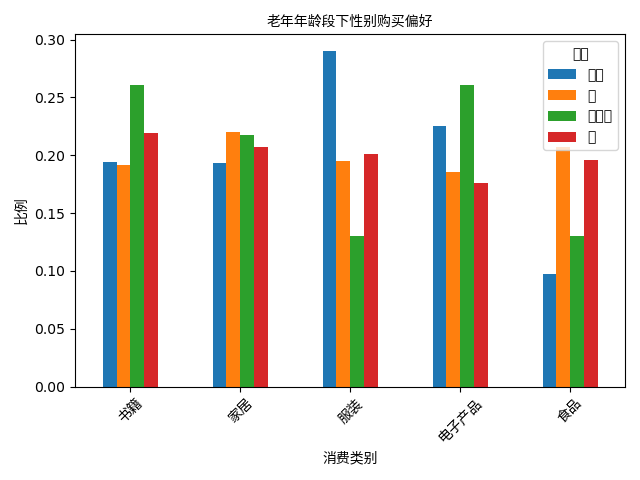 老年年龄段下性别购买偏好
比例
0.30
0.25
0.20
0.15
0.10
0.05
0.00
书籍
家居
服装
电子产品
食品
消费类别